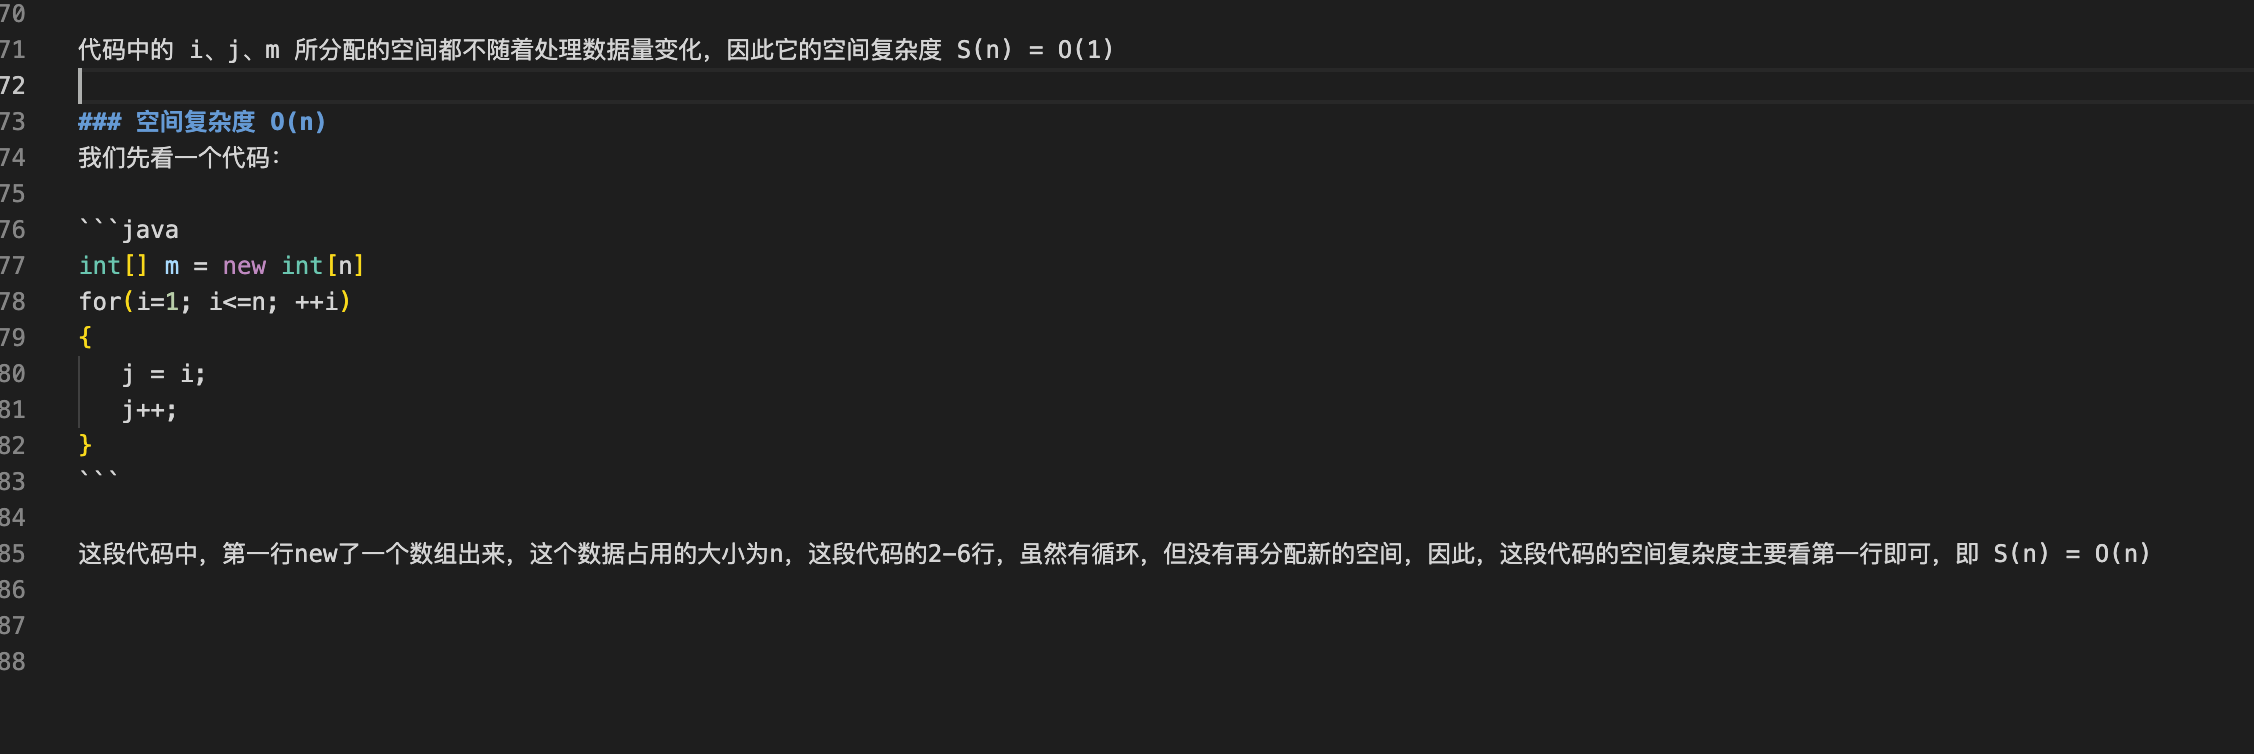 70
71 代码中的 i、j、m 所分配的空间都不随着处理数据量变化，因此它的空间复杂度 S(n) = O(1)
72
73 ### 空间复杂度 O(n)
74 我们先看一个代码：
75
76 ```java
77 int[] m = new int[n]
78 for(i=1; i<=n; ++i)
79 {
80    j = i;
81    j++;
82 }
83 ```
84
85 这段代码中，第一行new了一个数组出来，这个数据占用的大小为n，这段代码的2-6行，虽然有循环，但没有再分配新的空间，因此，这段代码的空间复杂度主要看第一行即可，即 S(n) = O(n)
86
87
88